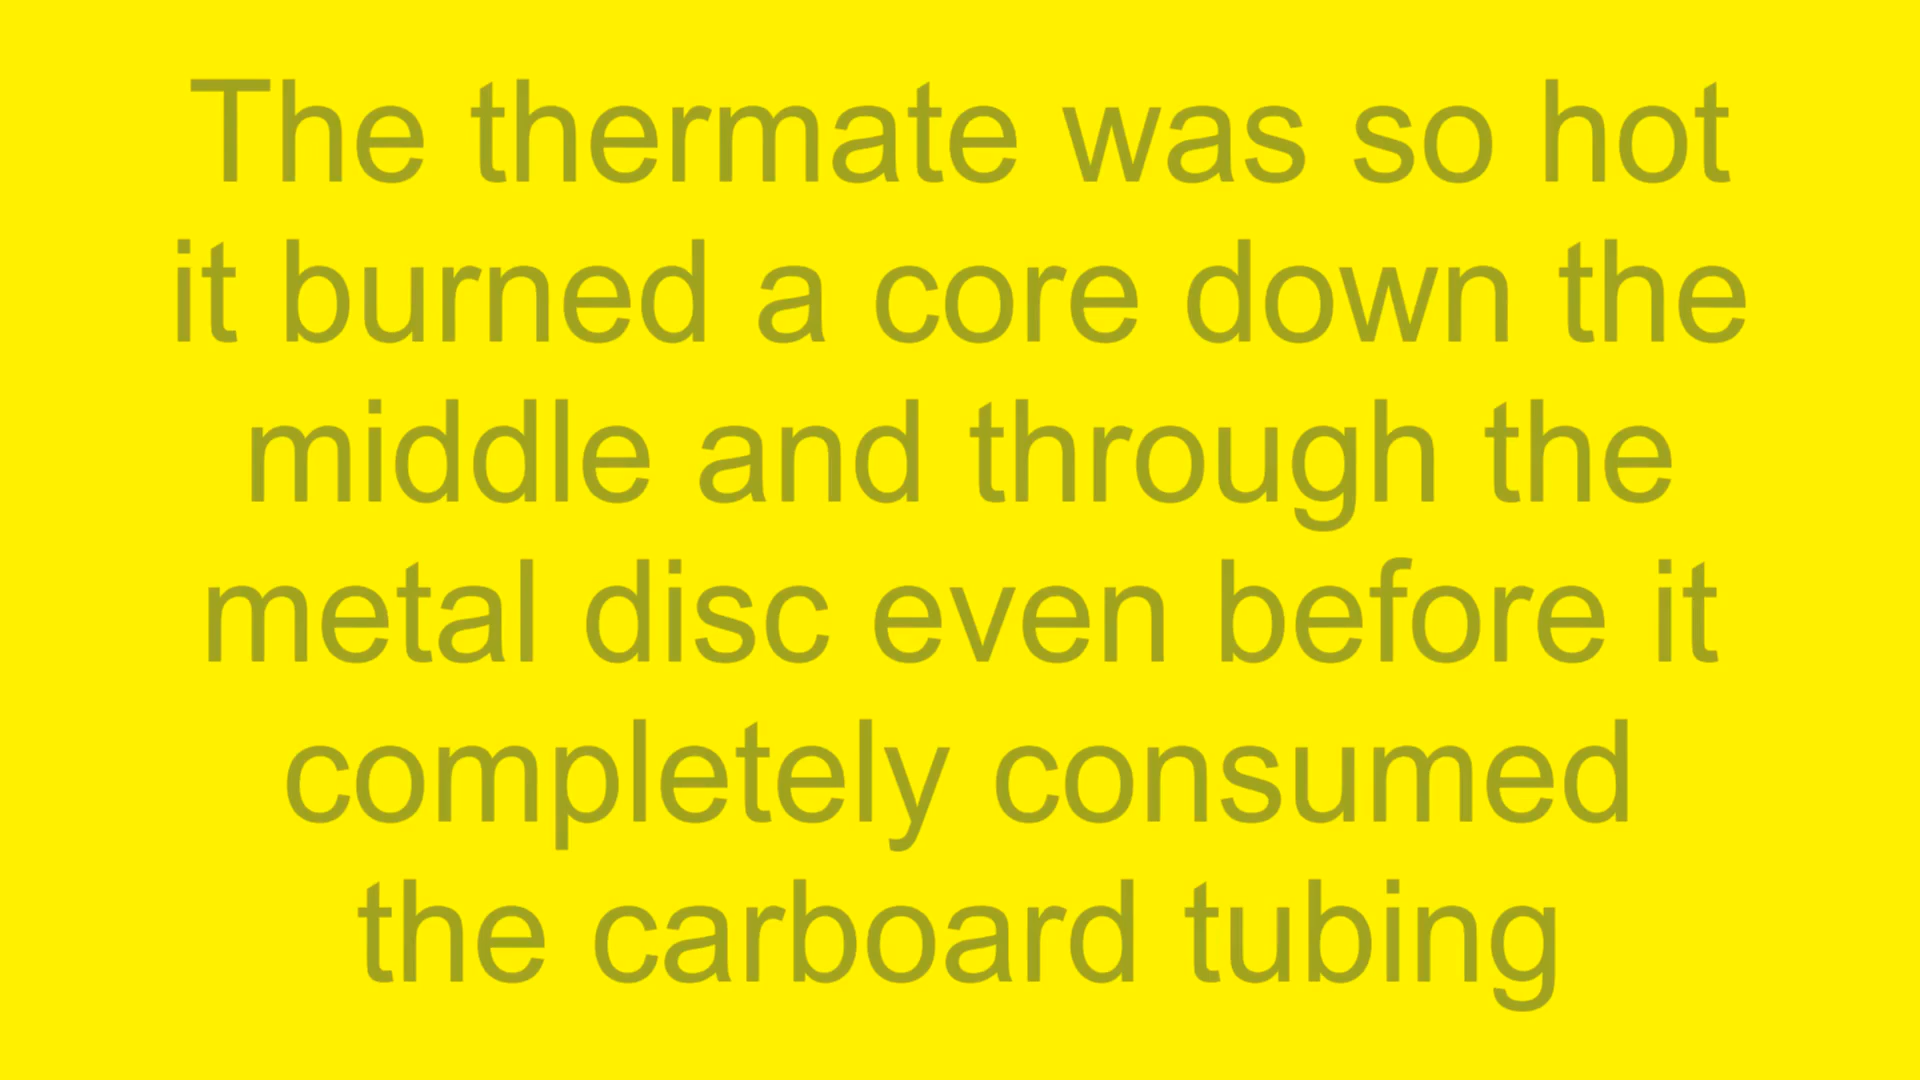 The thermate was so hot
it burned a core down the
middle and through the
metal disc even before it
completely consumed
the carboard tubing